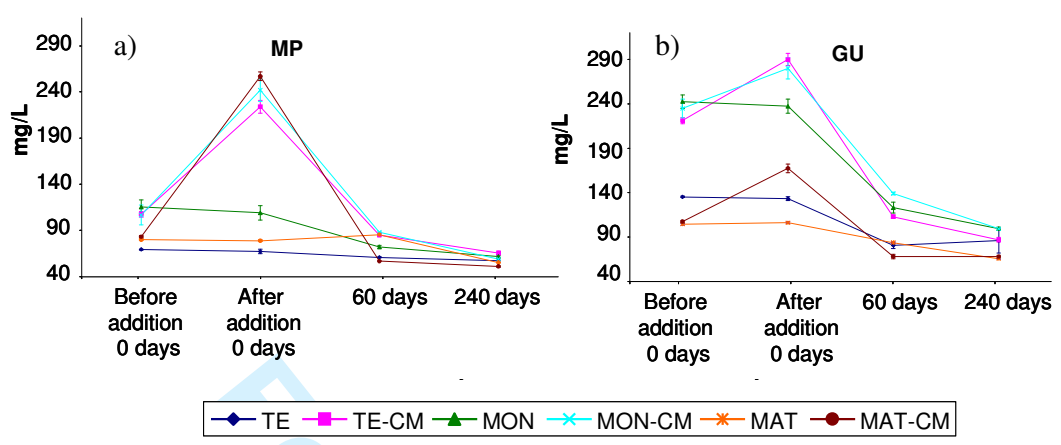 a)
MP
mg/L
290
240
190
140
90
40
Before
addition
0 days
After
addition
0 days
60 days
240 days
b)
GU
mg/L
290
240
190
140
90
40
Before
addition
0 days
After
addition
0 days
60 days
240 days
TE TE-CM MON MON-CM MAT MAT-CM